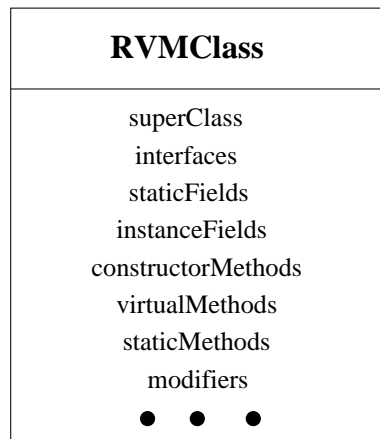 RVMClass
superClass
interfaces
staticFields
instanceFields
constructorMethods
virtualMethods
staticMethods
modifiers
● ● ●